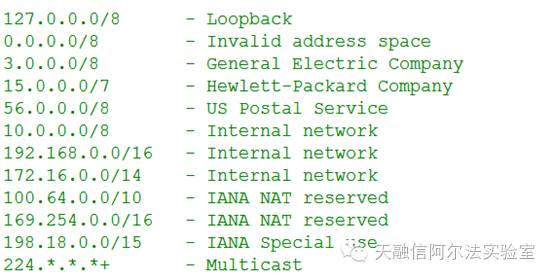 127.0.0.0/8 - Loopback
0.0.0.0/8 - Invalid address space
3.0.0.0/8 - General Electric Company
15.0.0.0/7 - Hewlett-Packard Company
56.0.0.0/8 - US Postal Service
10.0.0.0/8 - Internal network
192.168.0.0/16 - Internal network
172.16.0.0/14 - Internal network
100.64.0.0/10 - IANA NAT reserved
169.254.0.0/16 - IANA NAT reserved
198.18.0.0/15 - IANA Special use
224.*.*.*+ - Multicast
天融信阿尔法实验室